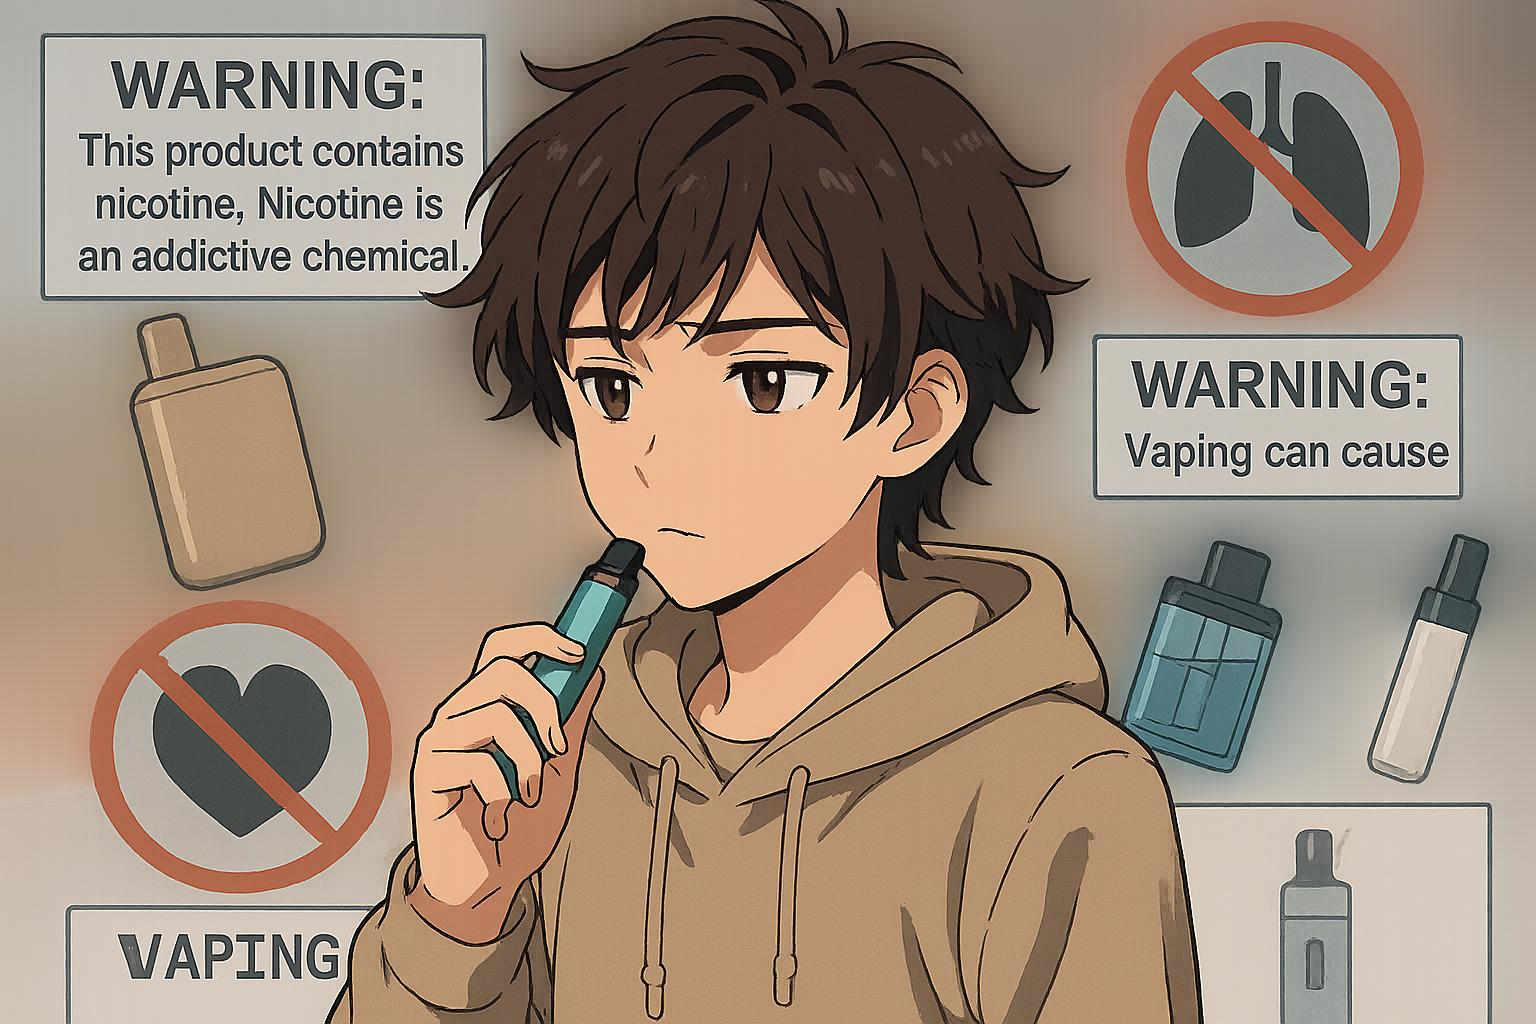 WARNING:
This product contains
nicotine, Nicotine is
an addictive chemical.
WARNING:
Vaping can cause
VAPING